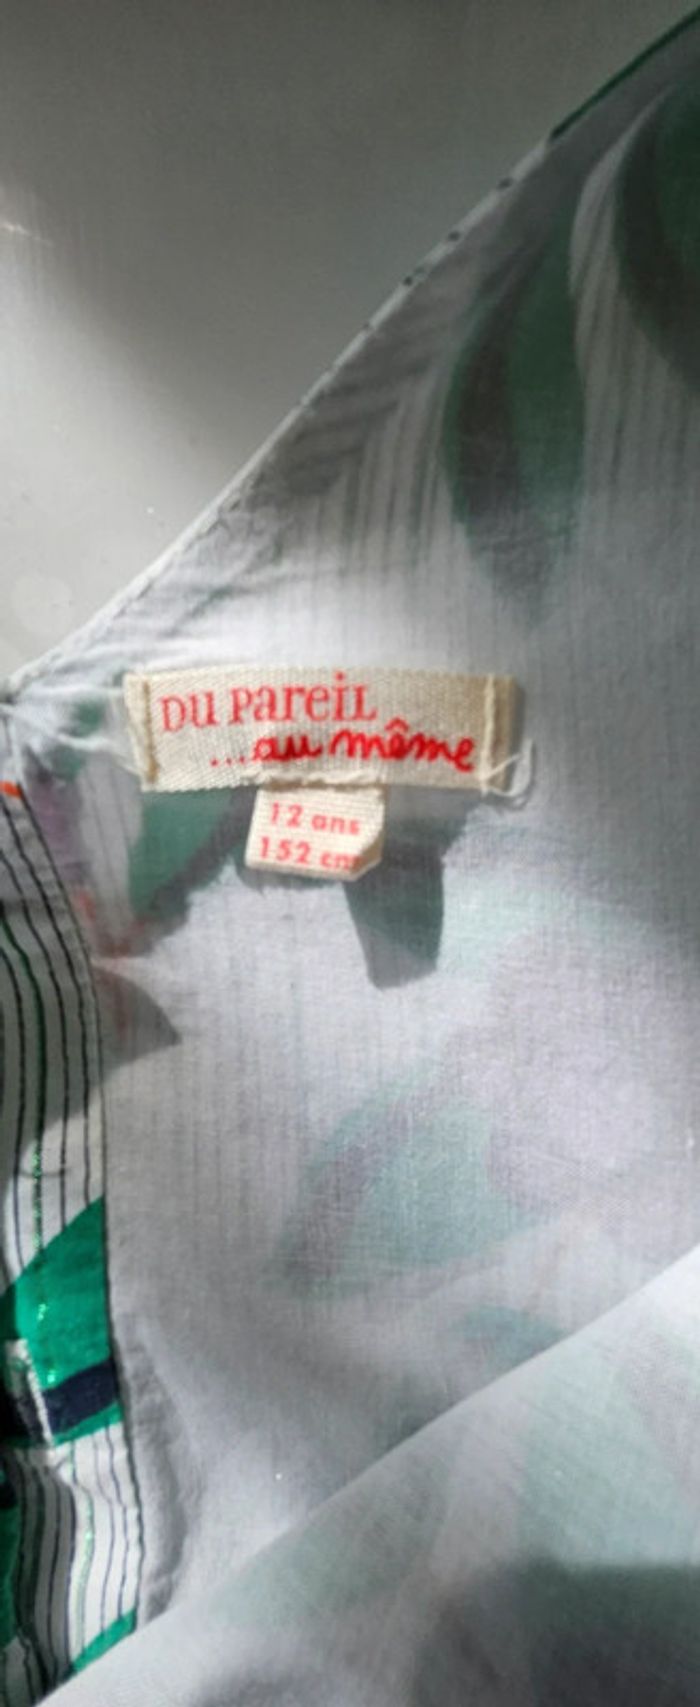 Du PareiL
...au même
12 ans
152 cm